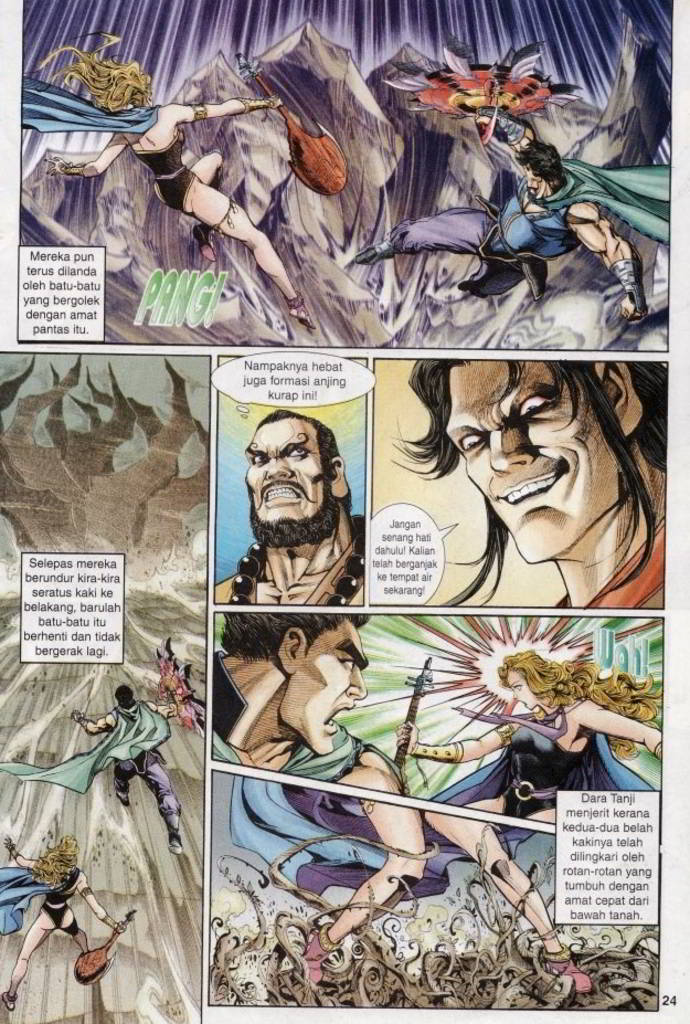 Mereka pun
terus dilanda
oleh batu-batu
yang bergolek
dengan amat
pantas itu.
PANG!
Selepas mereka
berundur kira-kira
seratus kaki ke
belakang, barulah
batu-batu itu
berhenti dan tidak
bergerak lagi.
Nampaknya hebat
juga formasi anjing
kurap ini!
Jangan
senang hati
dahulu! Kalian
telah berganjak
ke tempat air
sekarang!
Uoh!
Dara Tanji
menjerit kerana
kedua-dua belah
kakinya telah
dilingkari oleh
rotan-rotan yang
tumbuh dengan
amat cepat dari
bawah tanah.
24